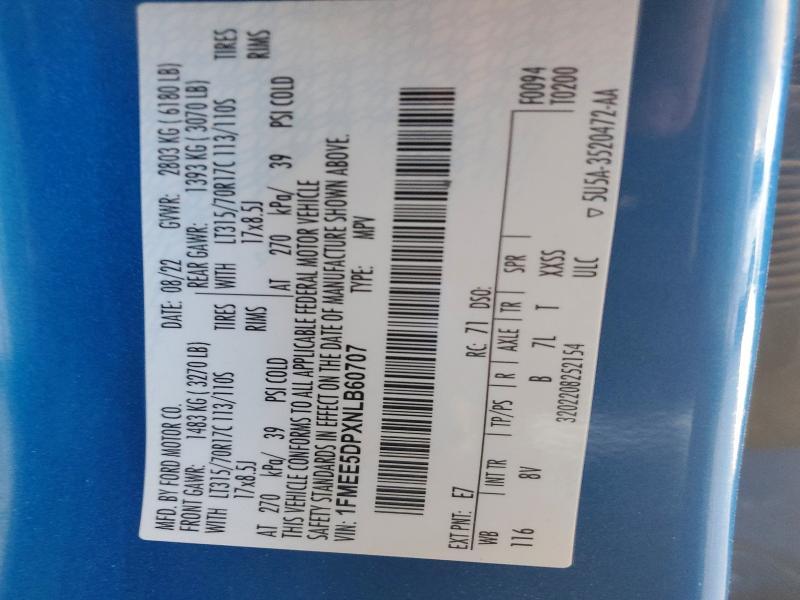 MFD. BY FORD MOTOR CO.
DATE: 08/22 GVWR: 2803 KG ( 6180 LB)
FRONT GAWR: 1483 KG ( 3270 LB) REAR GAWR: 1393 KG ( 3070 LB)
WITH LT315/70R17C 113/110S TIRES WITH LT315/70R17C 113/110S TIRES
17x8.5J RIMS 17x8.5J RIMS
AT 270 kPa/ 39 PSI COLD AT 270 kPa/ 39 PSI COLD
THIS VEHICLE CONFORMS TO ALL APPLICABLE FEDERAL MOTOR VEHICLE
SAFETY STANDARDS IN EFFECT ON THE DATE OF MANUFACTURE SHOWN ABOVE.
VIN: 1FMEE5DPXNLB60707 TYPE: MPV
EXT PNT: E7 RC: 71 DSO: F0094
WB INT TR TP/PS R AXLE TR SPR T0200
116 8V B 7L T XXSS
3202208252154 ULC ▽ 5U5A-3520472-AA